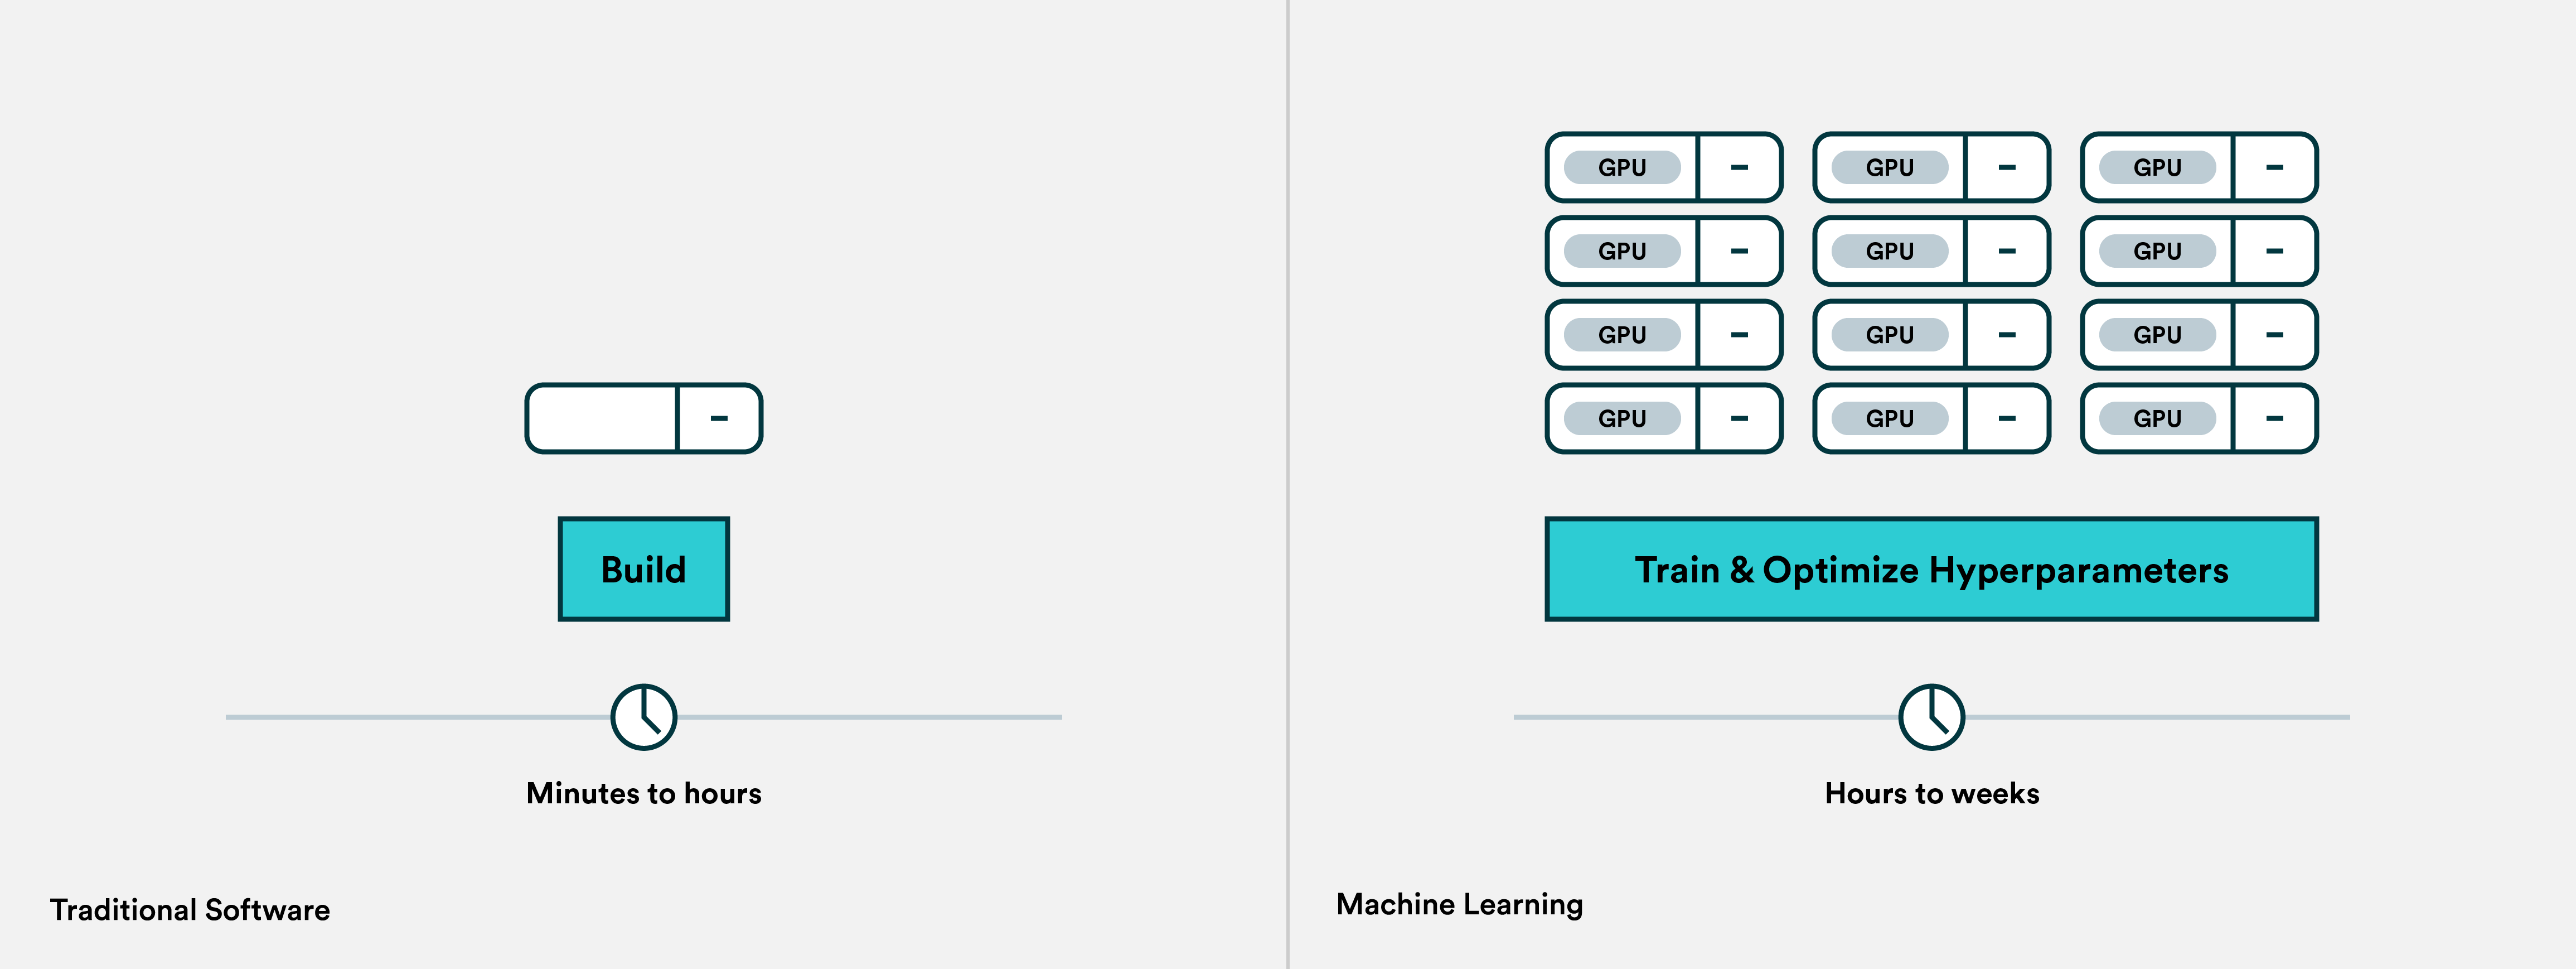 Build
Minutes to hours
Traditional Software
GPU GPU GPU
GPU GPU GPU
GPU GPU GPU
GPU GPU GPU
Train & Optimize Hyperparameters
Hours to weeks
Machine Learning